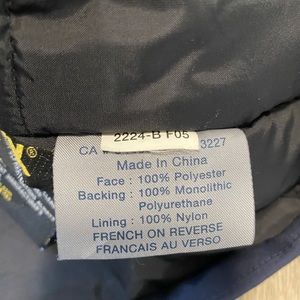 2224-B F05
CA 3227
Made In China
Face : 100% Polyester
Backing : 100% Monolithic
Polyurethane
Lining : 100% Nylon
FRENCH ON REVERSE
FRANÇAIS AU VERSO